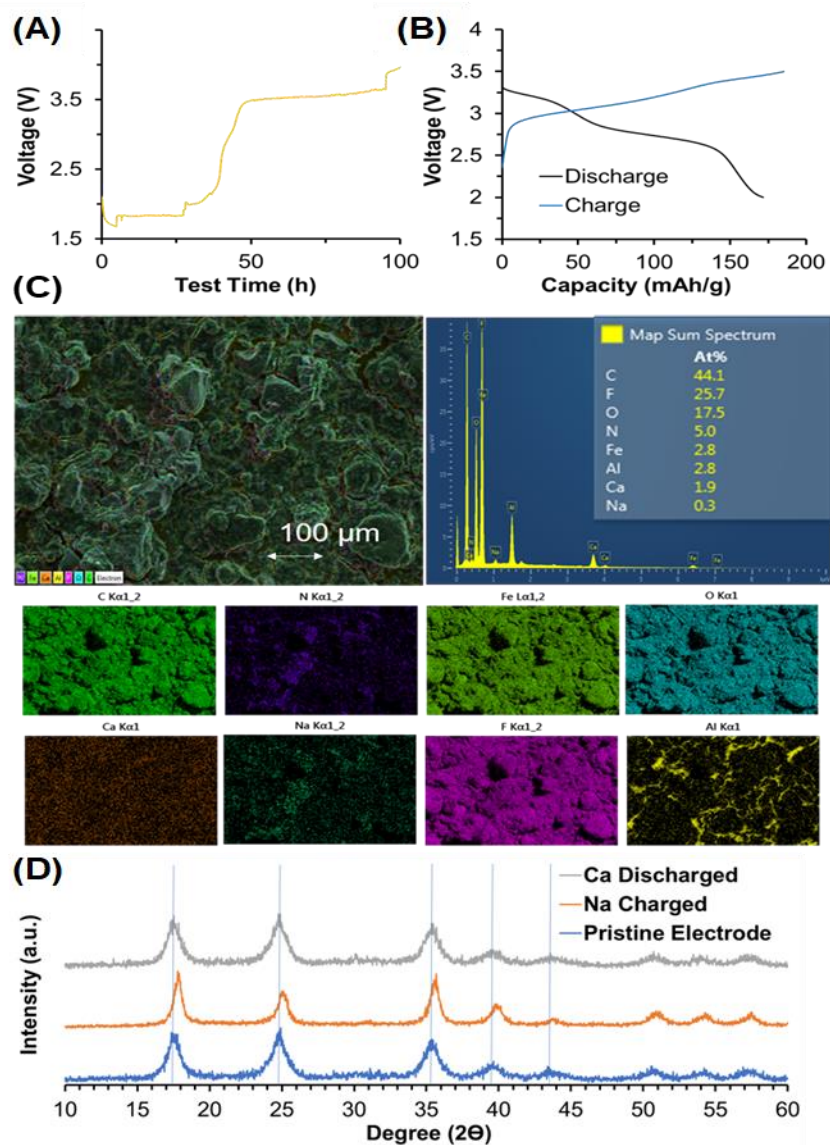 (A)
3.5
2.5
1.5
0
50
100
Voltage (V)
Test Time (h)
(B)
3.5
3
2.5
2
1.5
0
50
100
150
200
Voltage (V)
Capacity (mAh/g)
Discharge
Charge
(C)
100 µm
Electron
Map Sum Spectrum
At%
C 44.1
F 25.7
O 17.5
N 5.0
Fe 2.8
Al 2.8
Ca 1.9
Na 0.3
C Kα1_2
N Kα1_2
Fe Lα1,2
O Kα1
Ca Kα1
Na Kα1_2
F Kα1_2
Al Kα1
(D)
Ca Discharged
Na Charged
Pristine Electrode
Intensity (a.u.)
10 15 20 25 30 35 40 45 50 55 60
Degree (2Θ)